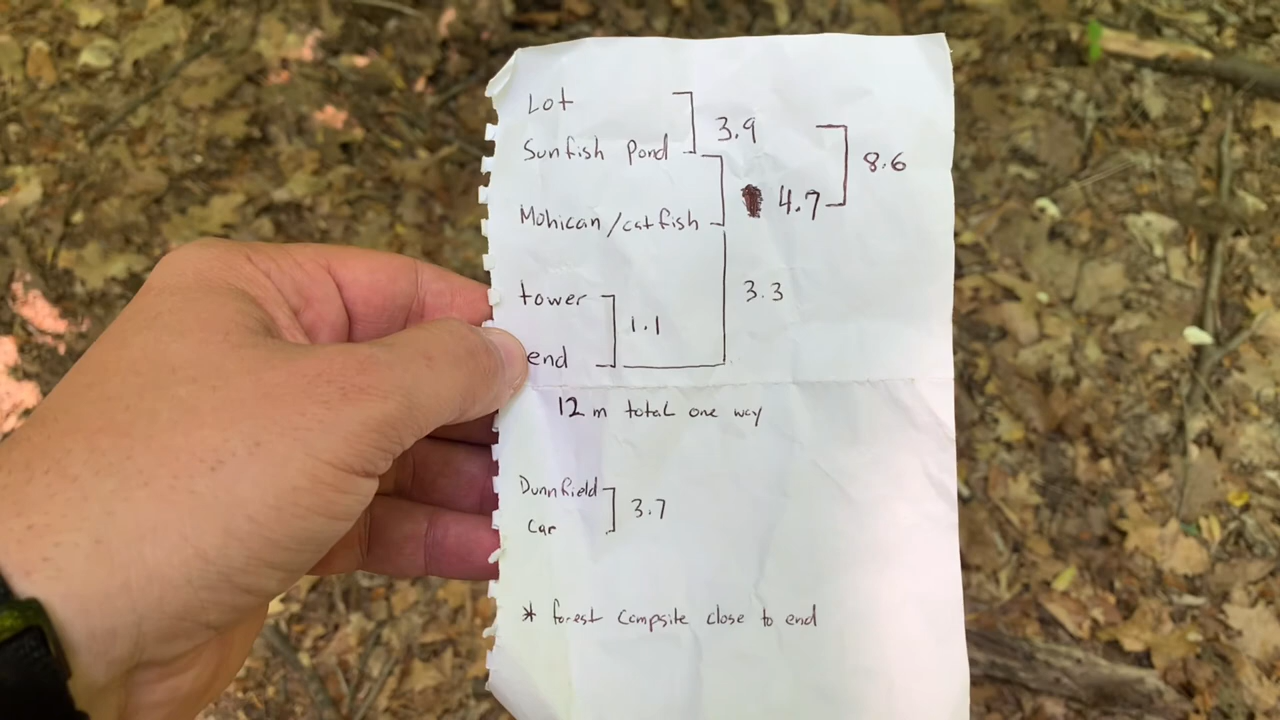 Lot
Sunfish Pond
3.9
8.6
4.7
Mohican/catfish
tower
3.3
1.1
end
12 m total one way
Dunnfield
3.7
Car
* forest campsite close to end